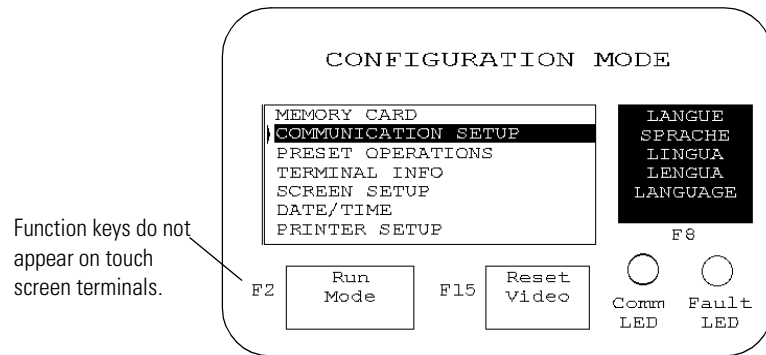 CONFIGURATION MODE
MEMORY CARD
COMMUNICATION SETUP
PRESET OPERATIONS
TERMINAL INFO
SCREEN SETUP
DATE/TIME
PRINTER SETUP
LANGUE
SPRACHE
LINGUA
LENGUA
LANGUAGE
F8
Function keys do not
appear on touch
screen terminals.
F2
Run
Mode
F15
Reset
Video
Comm
LED
Fault
LED